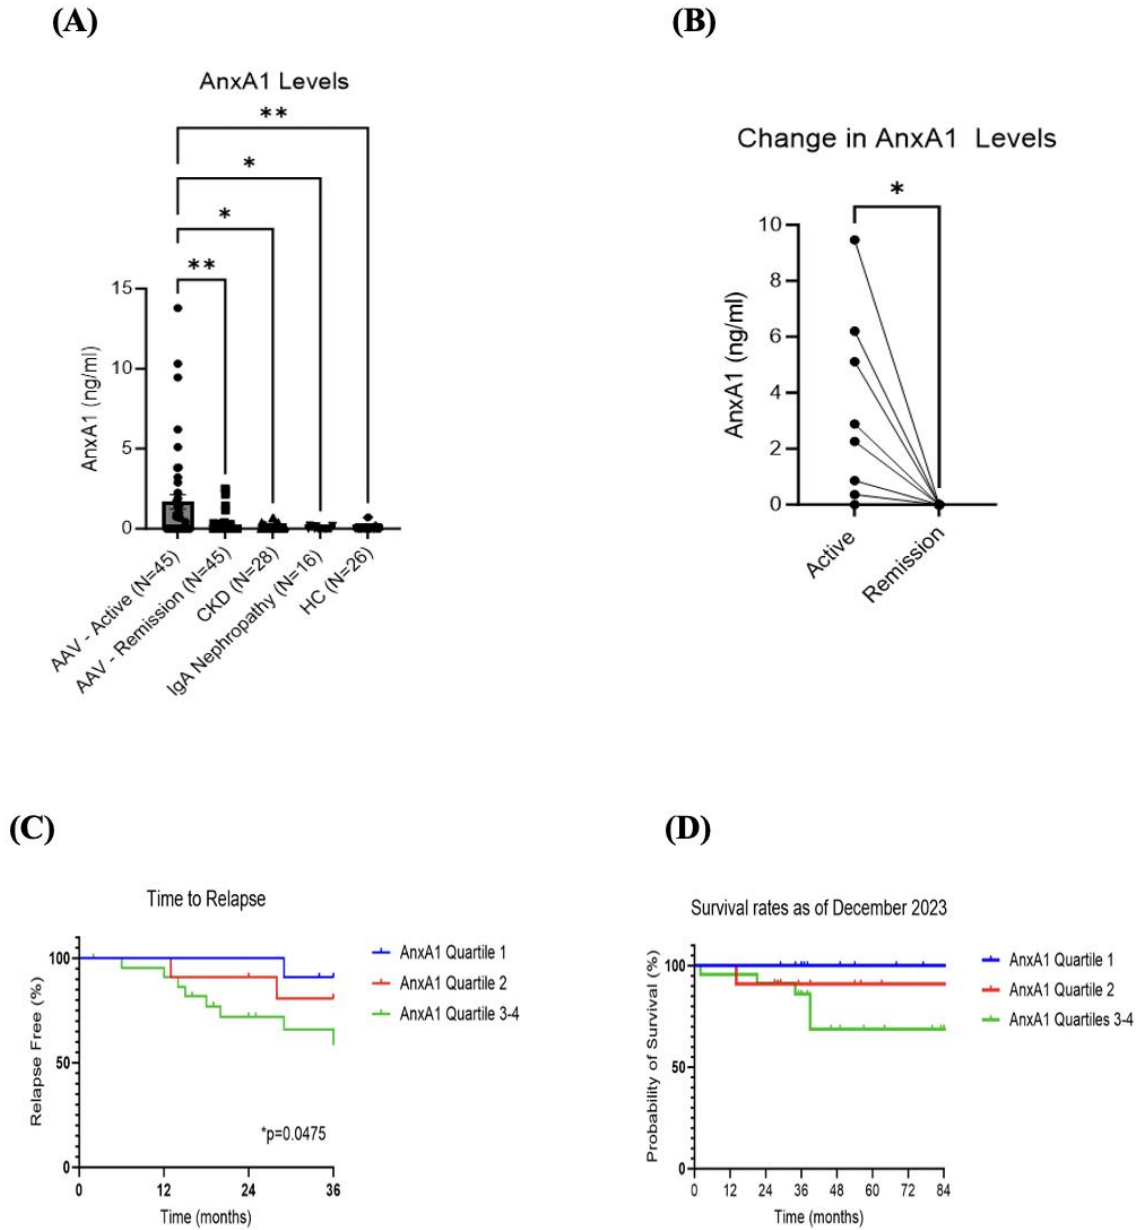 (A)
AnxA1 Levels
**
*
*
**
15
10
5
0
AnxA1 (ng/ml)
AAV - Active (N=45)
AAV - Remission (N=45)
CKD (N=28)
IgA Nephropathy (N=16)
HC (N=26)
(B)
Change in AnxA1 Levels
*
10
8
6
4
2
0
AnxA1 (ng/ml)
Active
Remission
(C)
Time to Relapse
100
50
0
Relapse Free (%)
0 12 24 36
Time (months)
AnxA1 Quartile 1
AnxA1 Quartile 2
AnxA1 Quartile 3-4
*p=0.0475
(D)
Survival rates as of December 2023
100
50
0
Probability of Survival (%)
0 12 24 36 48 60 72 84
Time (months)
AnxA1 Quartile 1
AnxA1 Quartile 2
AnxA1 Quartiles 3-4